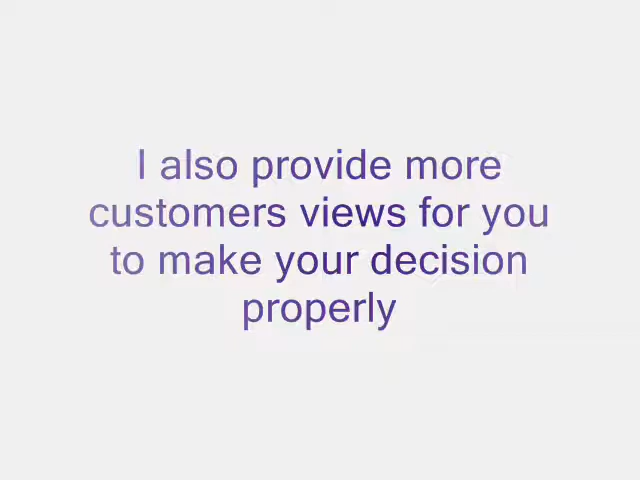 I also provide more
customers views for you
to make your decision
properly